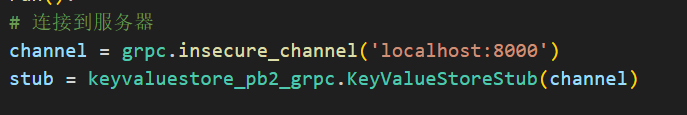 # 连接到服务器
channel = grpc.insecure_channel('localhost:8000')
stub = keyvaluestore_pb2_grpc.KeyValueStoreStub(channel)